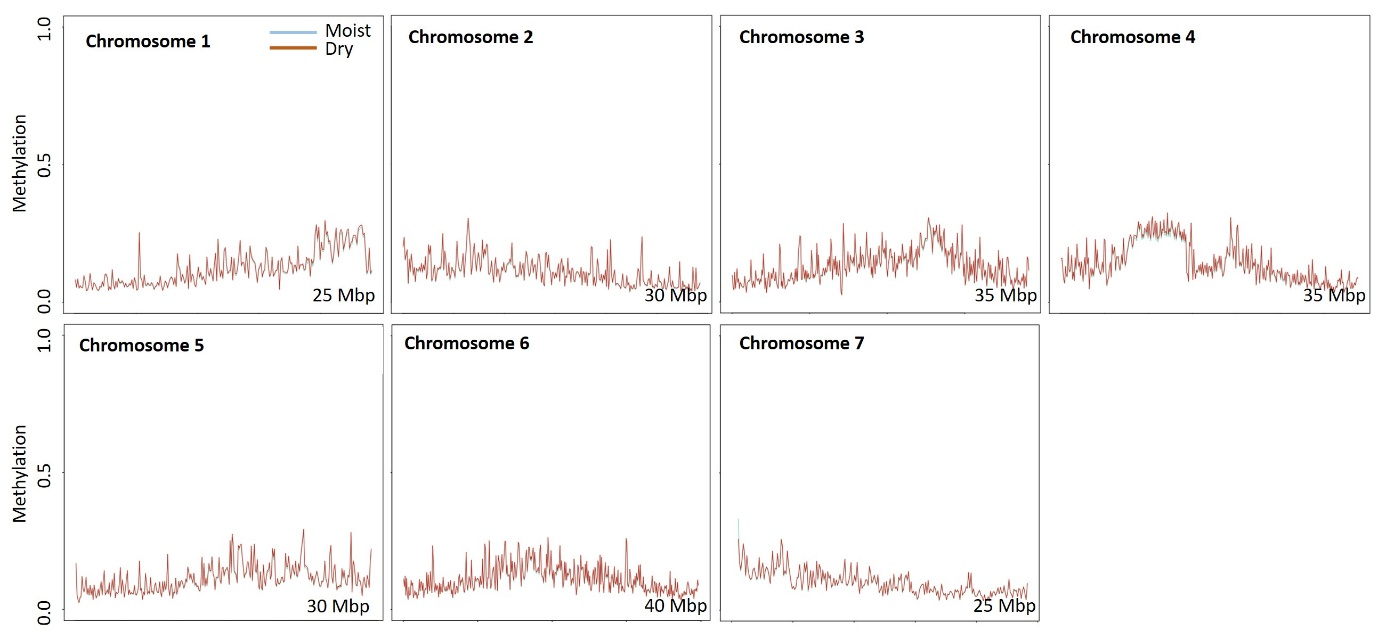 Chromosome 1
Moist
Dry
Chromosome 2
Chromosome 3
Chromosome 4
Methylation
1.0
0.5
0.0
25 Mbp
30 Mbp
35 Mbp
35 Mbp
Chromosome 5
Chromosome 6
Chromosome 7
Methylation
1.0
0.5
0.0
30 Mbp
40 Mbp
25 Mbp